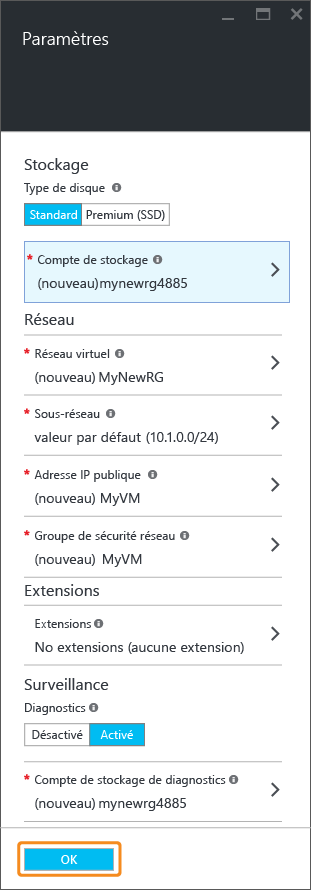 Paramètres
Stockage
Type de disque
Standard Premium (SSD)
* Compte de stockage
(nouveau)mynewrg4885
Réseau
* Réseau virtuel
(nouveau) MyNewRG
* Sous-réseau
valeur par défaut (10.1.0.0/24)
* Adresse IP publique
(nouveau) MyVM
* Groupe de sécurité réseau
(nouveau) MyVM
Extensions
Extensions
No extensions (aucune extension)
Surveillance
Diagnostics
Désactivé Activé
* Compte de stockage de diagnostics
(nouveau) mynewrg4885
OK